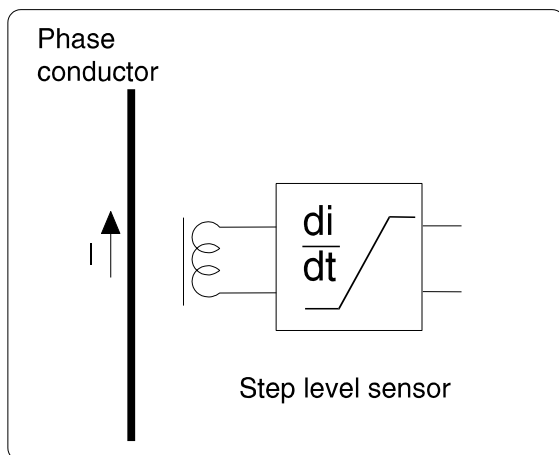 Phase
conductor
I
di
dt
Step level sensor